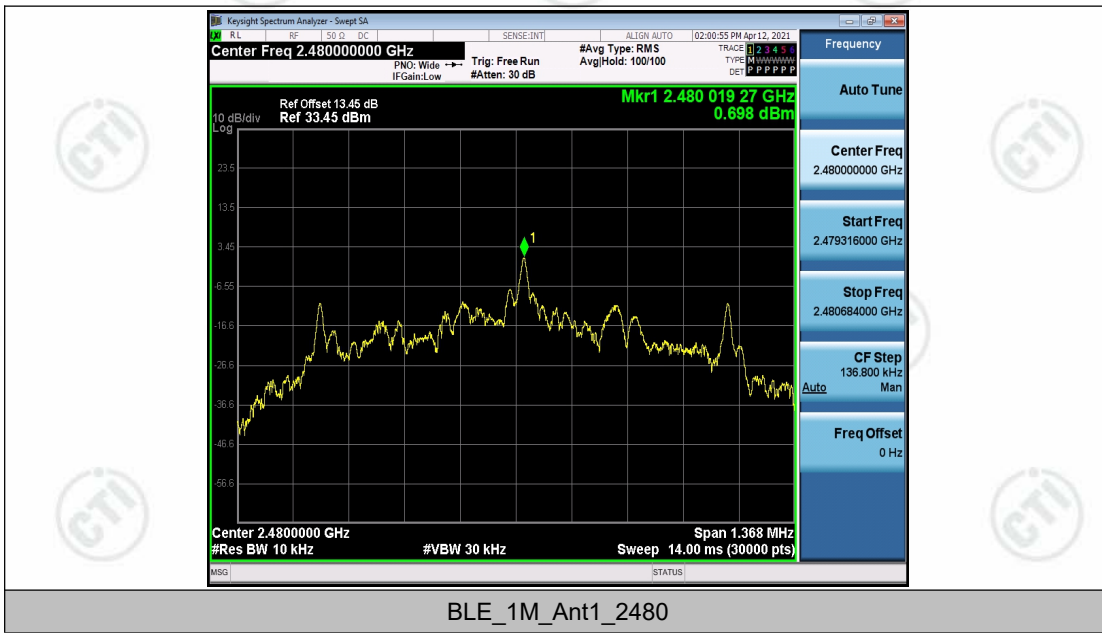 Keysight Spectrum Analyzer - Swept SA
RL RF 50 Ω DC SENSE:INT ALIGN AUTO 02:00:55 PM Apr 12, 2021
Center Freq 2.480000000 GHz
PNO: Wide
IFGain:Low
Trig: Free Run
#Atten: 30 dB
#Avg Type: RMS
Avg|Hold: 100/100
TRACE 1 2 3 4 5 6
TYPE M WWWWW
DET P P P P P P
Mkr1 2.480 019 27 GHz
0.698 dBm
Ref Offset 13.45 dB
10 dB/div Ref 33.45 dBm
Log
23.5
13.5
3.45
-6.55
-16.6
-26.6
-36.6
-46.6
-56.6
1
Center 2.4800000 GHz Span 1.368 MHz
#Res BW 10 kHz #VBW 30 kHz Sweep 14.00 ms (30000 pts)
MSG STATUS
Frequency
Auto Tune
Center Freq
2.480000000 GHz
Start Freq
2.479316000 GHz
Stop Freq
2.480684000 GHz
CF Step
136.800 kHz
Auto Man
Freq Offset
0 Hz
BLE_1M_Ant1_2480
CTI
CTI
CTI
CTI